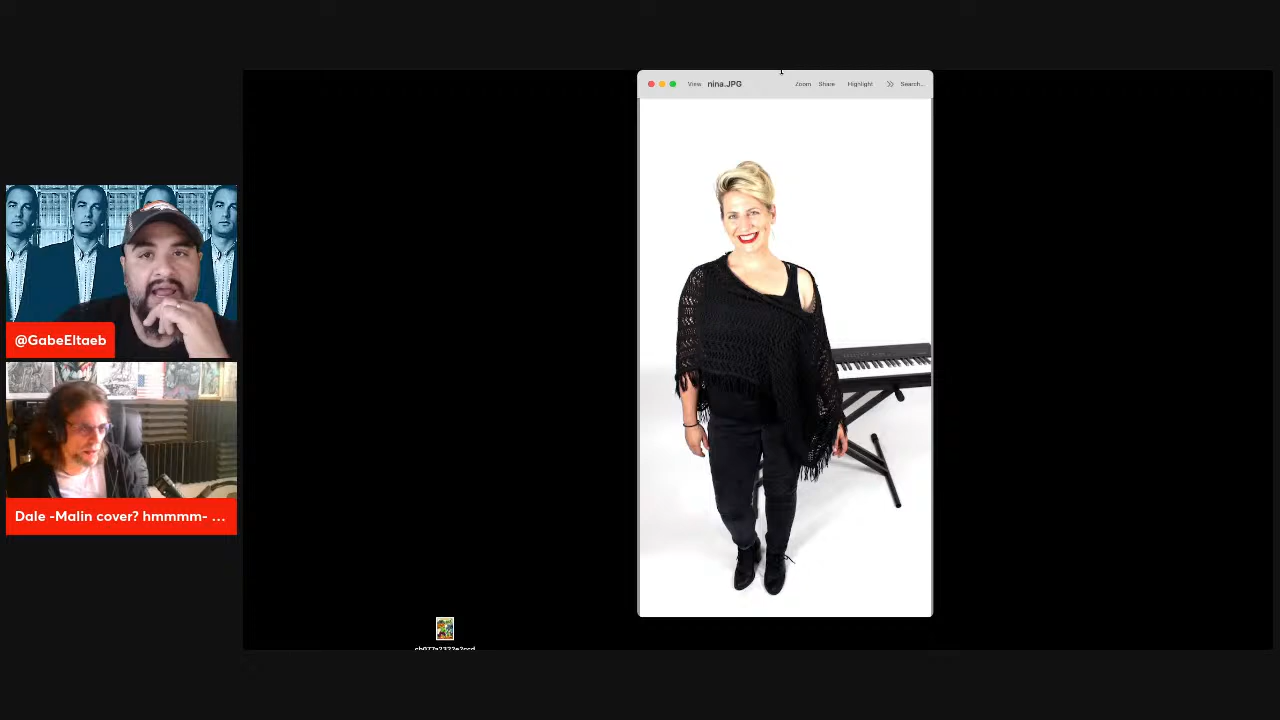 View nina.JPG Zoom Share Highlight Search...
@GabeEltaeb
Dale -Malin cover? hmmmm- ...